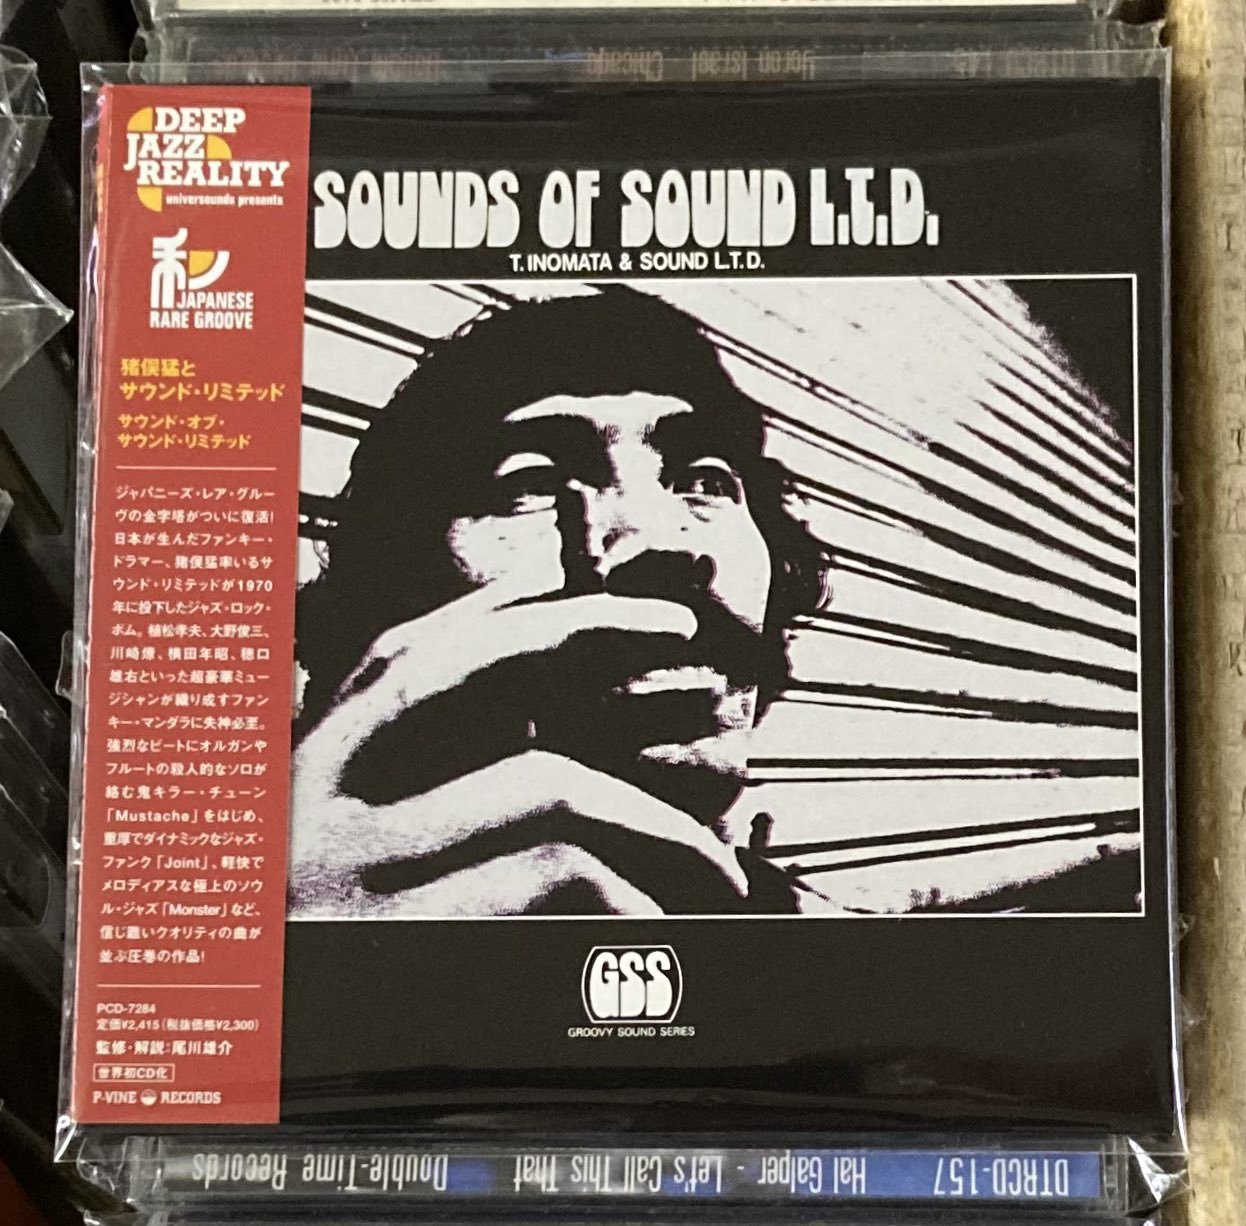 Yoron Israel - Chicago
DEEP
JAZZ
REALITY
universounds presents
和
JAPANESE
RARE GROOVE
猪俣猛と
サウンド・リミテッド
サウンド・オブ・
サウンド・リミテッド
ジャパニーズ・レア・グルー
ヴの金字塔がついに復活!
日本が生んだファンキー・
ドラマー、猪俣猛率いるサ
ウンド・リミテッドが1970
年に投下したジャズ・ロック・
ボム。植松孝夫、大野俊三、
川崎燎、横田年昭、穂口
雄右といった超豪華ミュー
ジシャンが織り成すファン
キー・マンダラに失神必至。
強烈なビートにオルガンや
フルートの殺人的なソロが
絡む鬼キラー・チューン
「Mustache」をはじめ、
重厚でダイナミックなジャズ・
ファンク「Joint」、軽快で
メロディアスな極上のソウ
ル・ジャズ「Monster」など、
信じ難いクオリティの曲が
並ぶ圧巻の作品!
PCD-7284
定価¥2,415(税抜価格¥2,300)
監修・解説:尾川雄介
世界初CD化
P-VINE RECORDS
SOUNDS OF SOUND L.T.D.
T. INOMATA & SOUND L.T.D.
GSS
GROOVY SOUND SERIES
DTRCD-157 Hal Galper - Let's Call This That Double-Time Records